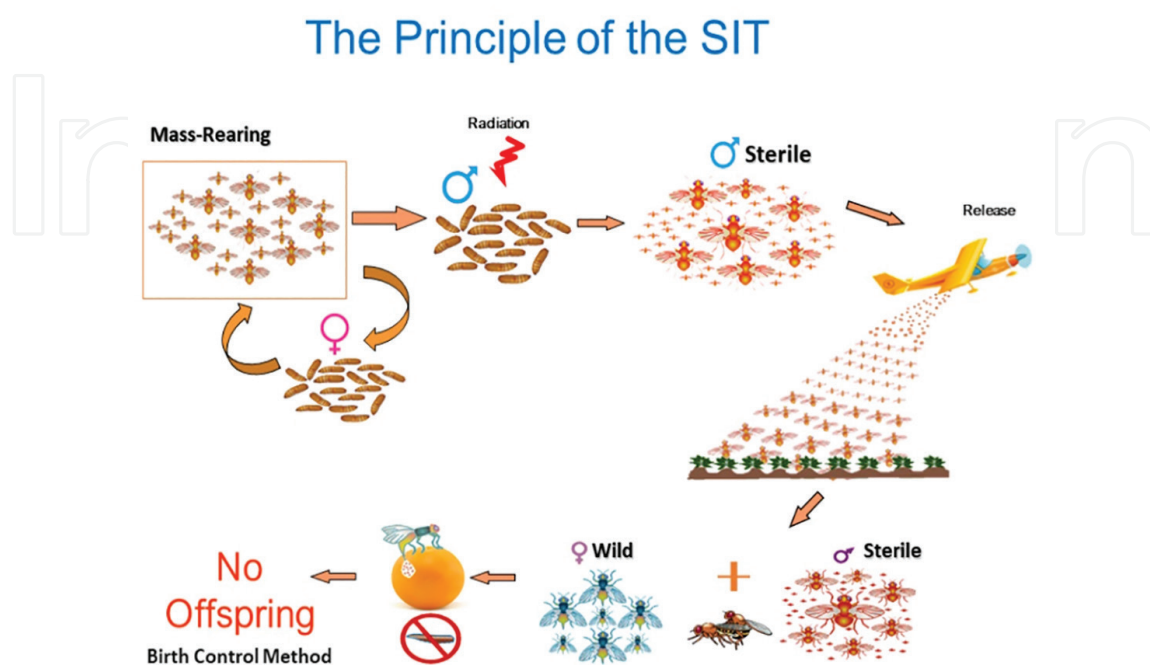 The Principle of the SIT
Mass-Rearing
Radiation
Sterile
Release
Wild
Sterile
No
Offspring
Birth Control Method